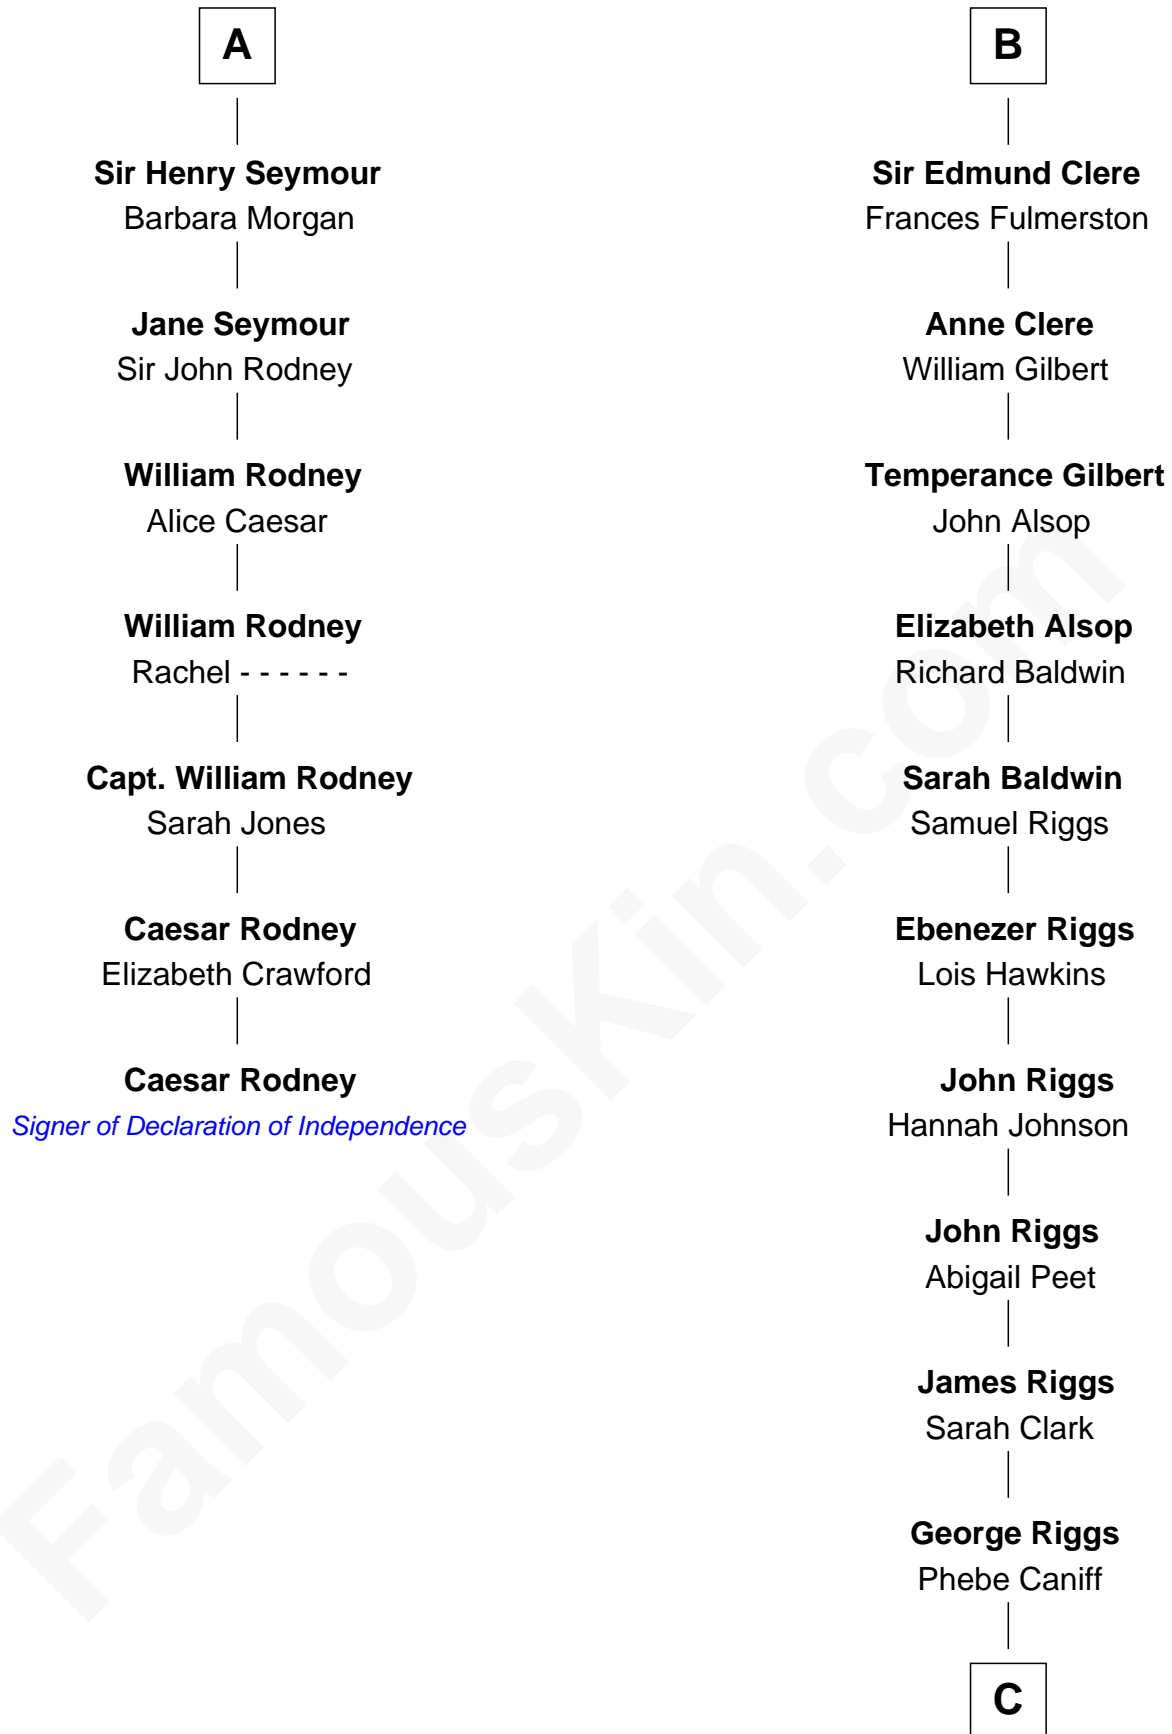 A
Sir Henry Seymour
Barbara Morgan
Jane Seymour
Sir John Rodney
William Rodney
Alice Caesar
William Rodney
Rachel - - - - - -
Capt. William Rodney
Sarah Jones
Caesar Rodney
Elizabeth Crawford
Caesar Rodney
Signer of Declaration of Independence
B
Sir Edmund Clere
Frances Fulmerston
Anne Clere
William Gilbert
Temperance Gilbert
John Alsop
Elizabeth Alsop
Richard Baldwin
Sarah Baldwin
Samuel Riggs
Ebenezer Riggs
Lois Hawkins
John Riggs
Hannah Johnson
John Riggs
Abigail Peet
James Riggs
Sarah Clark
George Riggs
Phebe Caniff
C
FamousKin.com